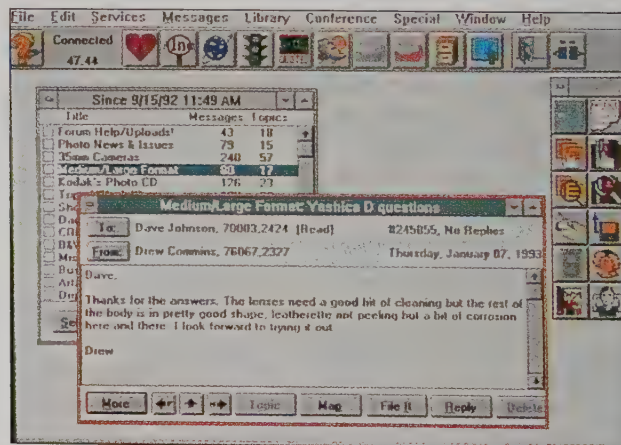 File Edit Services Messages Library Conference Special Window Help
Connected
47.44
Since 9/15/92 11:49 AM
Title Messages Topics
Forum Help/Uploads! 43 18
Photo News & Issues 79 15
35mm Cameras 240 57
Medium/Large Format 80 17
Kodak's Photo CD 126 23
Medium/Large Format: Yashica D questions
To: Dave Johnson, 70003,2424 [Read] #245855, No Replies
From: Drew Commins, 76067,2327 Thursday, January 07, 1993
Dave,
Thanks for the answers. The lenses need a good bit of cleaning but the rest of
the body is in pretty good shape, leatherette not peeling but a bit of corrosion
here and there. I look forward to trying it out.
Drew
More Topic Map File It Reply Delete